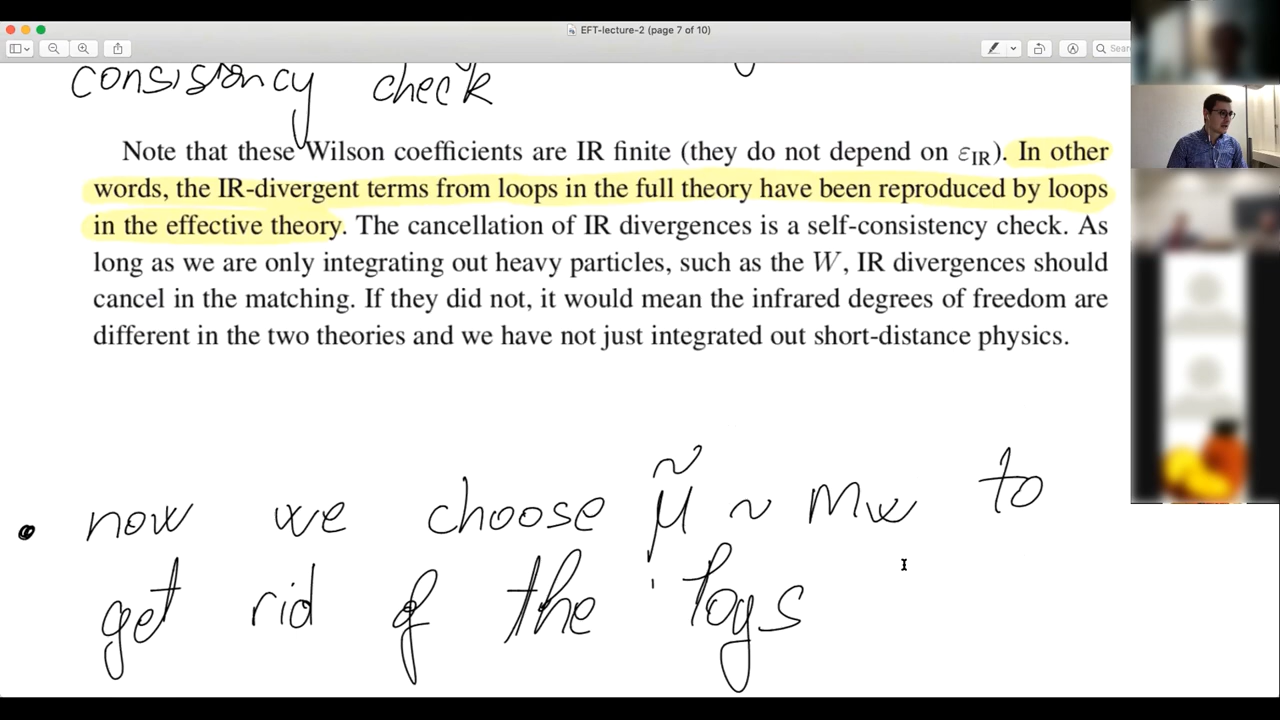 EFT-lecture-2 (page 7 of 10)
Sear
consistency check
Note that these Wilson coefficients are IR finite (they do not depend on ε_IR). In other
words, the IR-divergent terms from loops in the full theory have been reproduced by loops
in the effective theory. The cancellation of IR divergences is a self-consistency check. As
long as we are only integrating out heavy particles, such as the W, IR divergences should
cancel in the matching. If they did not, it would mean the infrared degrees of freedom are
different in the two theories and we have not just integrated out short-distance physics.
• now we choose μ̃ ~ m_W to
get rid of the logs